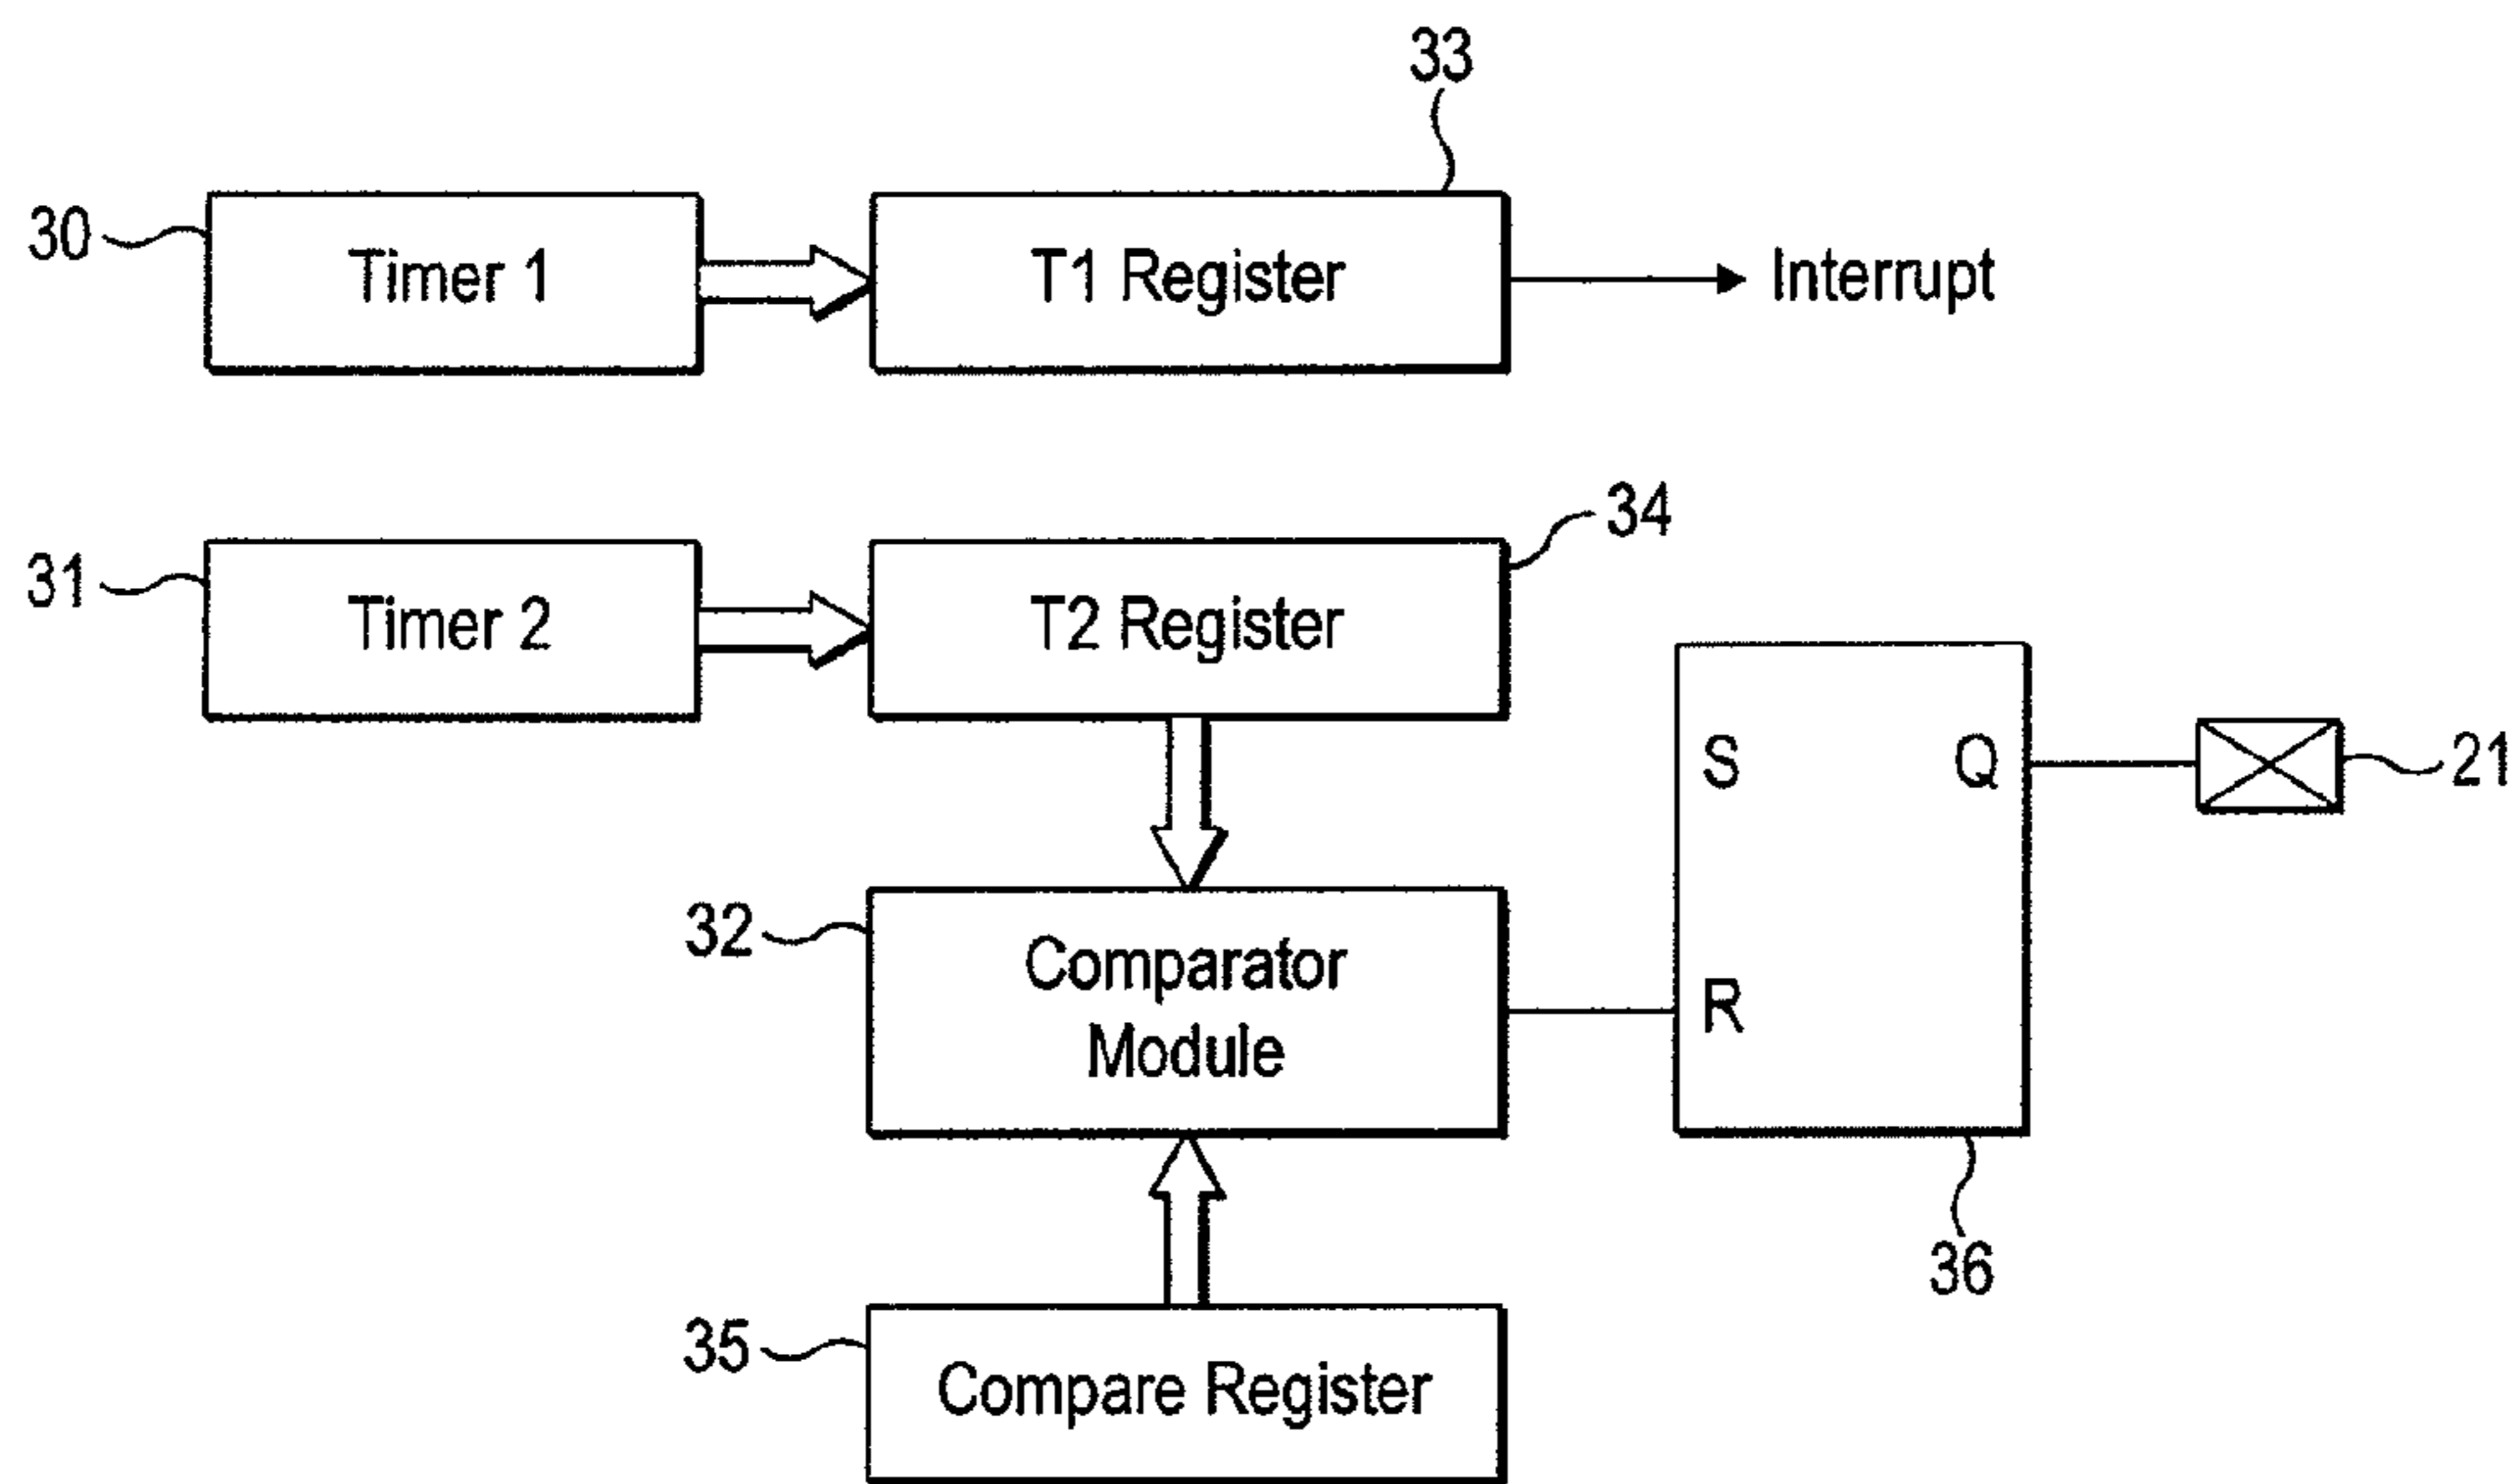 33
30
Timer 1
T1 Register
Interrupt
34
31
Timer 2
T2 Register
S
Q
21
32
Comparator
Module
R
36
35
Compare Register